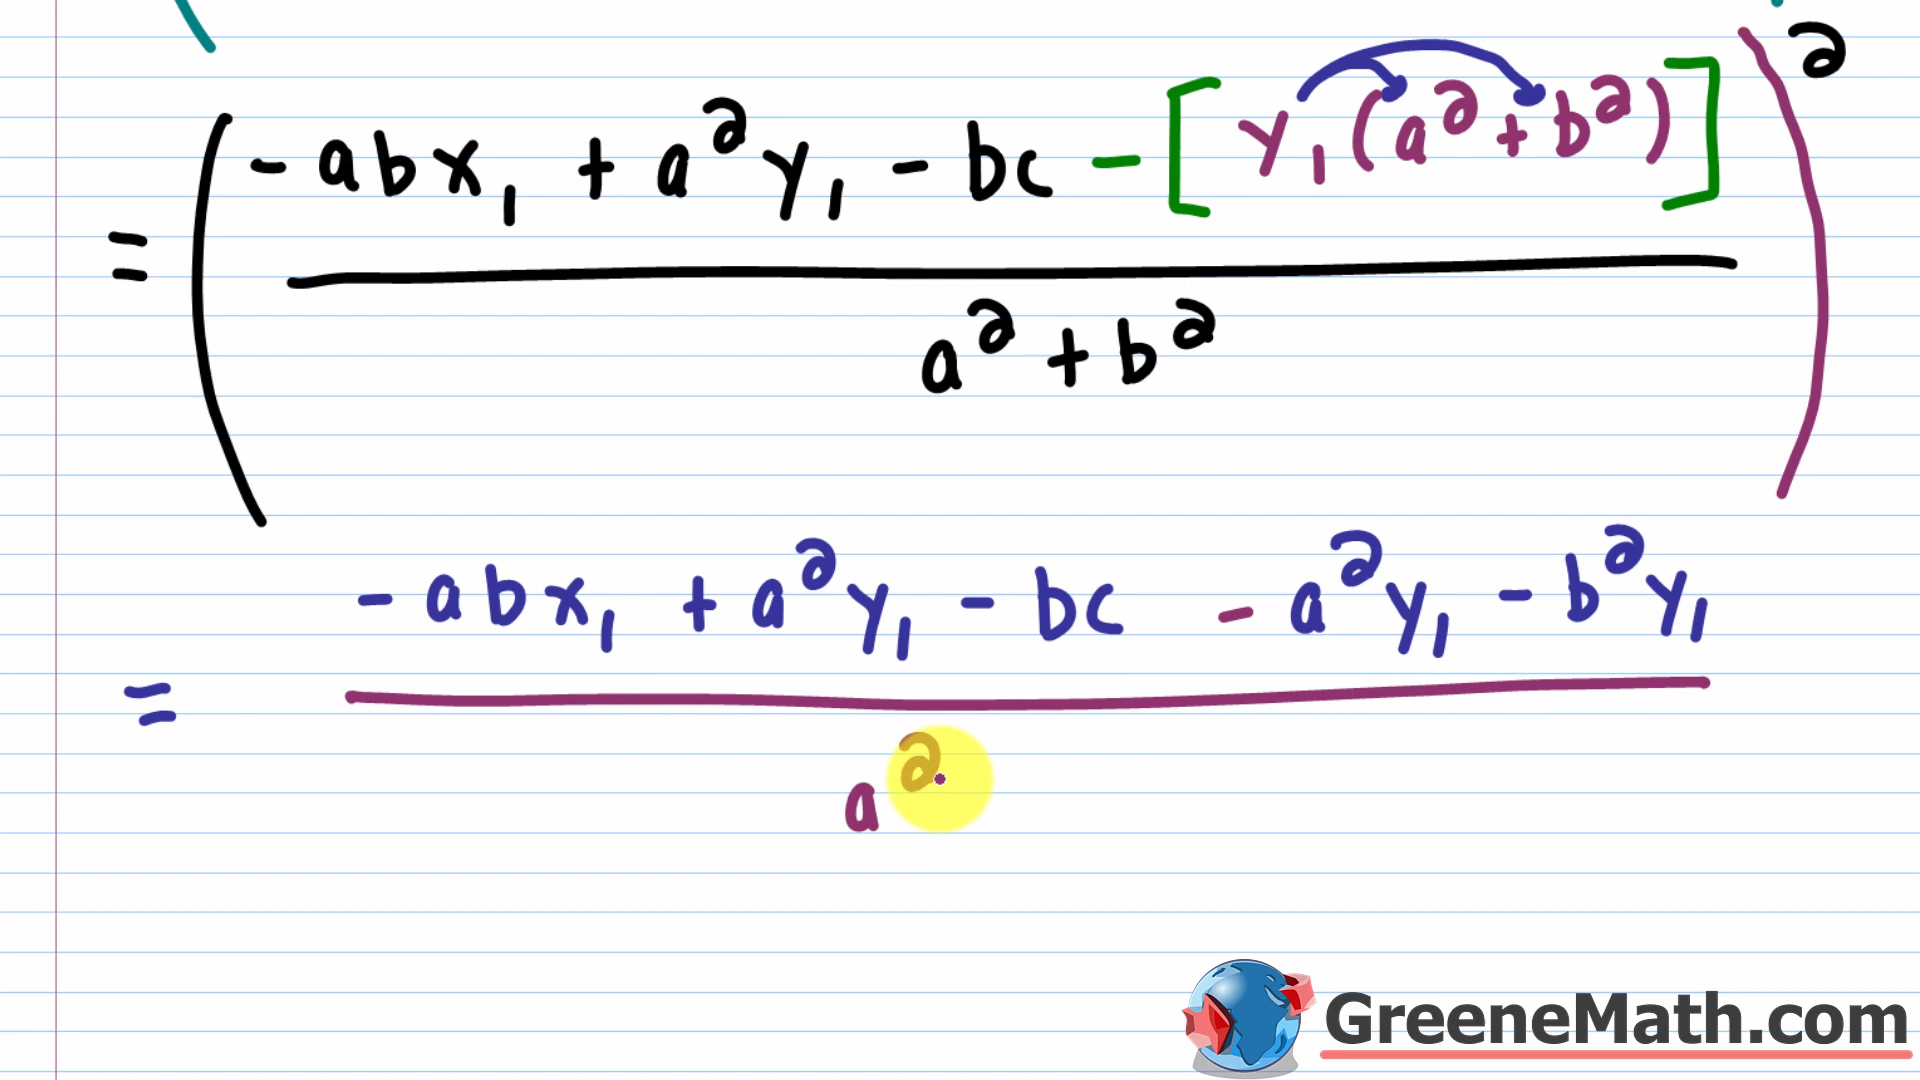 = ( -abx₁ + a²y₁ - bc - [y₁(a² + b²)] )²
a² + b²
= -abx₁ + a²y₁ - bc - a²y₁ - b²y₁
a²
GreeneMath.com